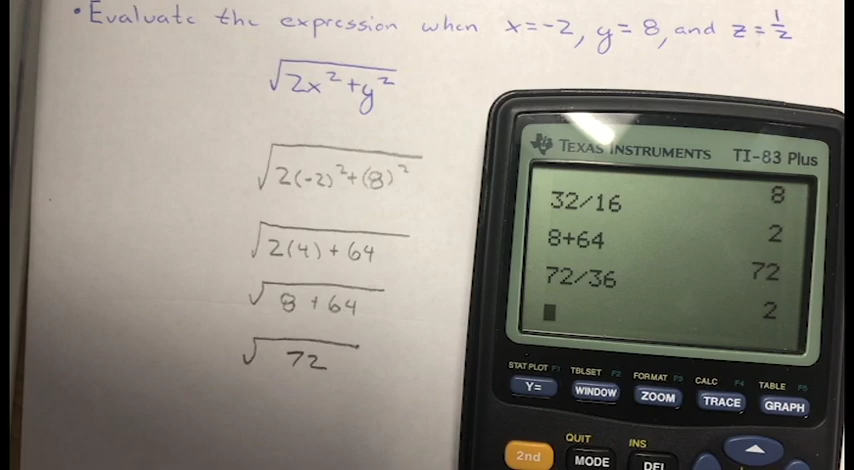 • Evaluate the expression when x=-2, y=8, and z=½
√2x²+y²
√2(-2)²+(8)²
√2(4)+64
√8+64
√72
TEXAS INSTRUMENTS TI-83 Plus
8
32/16
2
8+64
72
72/36
2
STAT PLOT F1 TBLSET F2 FORMAT F3 CALC F4 TABLE F5
Y= WINDOW ZOOM TRACE GRAPH
QUIT INS
2nd MODE DEL